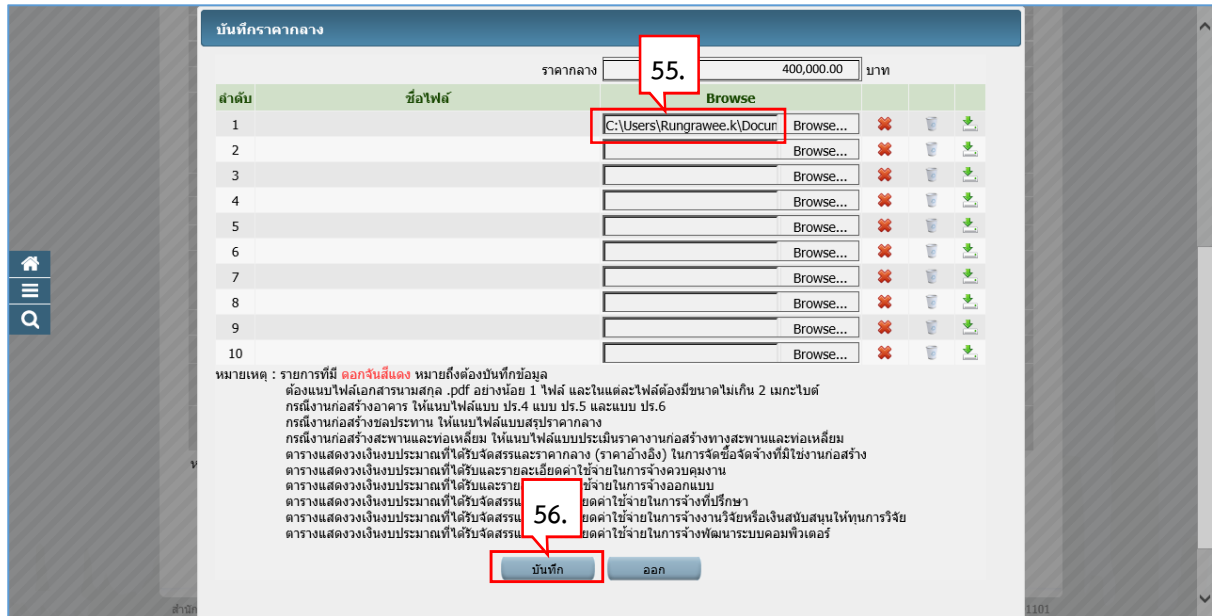 บันทึกราคากลาง
ราคากลาง 400,000.00 บาท
55.
ลำดับ ชื่อไฟล์ Browse
1 C:\Users\Rungrawee.k\Docun Browse...
2 Browse...
3 Browse...
4 Browse...
5 Browse...
6 Browse...
7 Browse...
8 Browse...
9 Browse...
10 Browse...
หมายเหตุ : รายการที่มี ดอกจันสีแดง หมายถึงต้องบันทึกข้อมูล
ต้องแนบไฟล์เอกสารนามสกุล .pdf อย่างน้อย 1 ไฟล์ และในแต่ละไฟล์ต้องมีขนาดไม่เกิน 2 เมกะไบต์
กรณีงานก่อสร้างอาคาร ให้แนบไฟล์แบบ ปร.4 แบบ ปร.5 และแบบ ปร.6
กรณีงานก่อสร้างชลประทาน ให้แนบไฟล์แบบสรุปราคากลาง
กรณีงานก่อสร้างสะพานและท่อเหลี่ยม ให้แนบไฟล์แบบประเมินราคางานก่อสร้างทางสะพานและท่อเหลี่ยม
ตารางแสดงวงเงินงบประมาณที่ได้รับจัดสรรและราคากลาง (ราคาอ้างอิง) ในการจัดซื้อจัดจ้างที่มิใช่งานก่อสร้าง
ตารางแสดงวงเงินงบประมาณที่ได้รับและรายละเอียดค่าใช้จ่ายในการจ้างควบคุมงาน
ตารางแสดงวงเงินงบประมาณที่ได้รับและราย ใช้จ่ายในการจ้างออกแบบ
ตารางแสดงวงเงินงบประมาณที่ได้รับจัดสรร ยดค่าใช้จ่ายในการจ้างที่ปรึกษา
ตารางแสดงวงเงินงบประมาณที่ได้รับจัดสรร ยดค่าใช้จ่ายในการจ้างงานวิจัยหรือเงินสนับสนุนให้ทุนการวิจัย
ตารางแสดงวงเงินงบประมาณที่ได้รับจัดสรร ยดค่าใช้จ่ายในการจ้างพัฒนาระบบคอมพิวเตอร์
56.
บันทึก ออก
สำนัก 1101